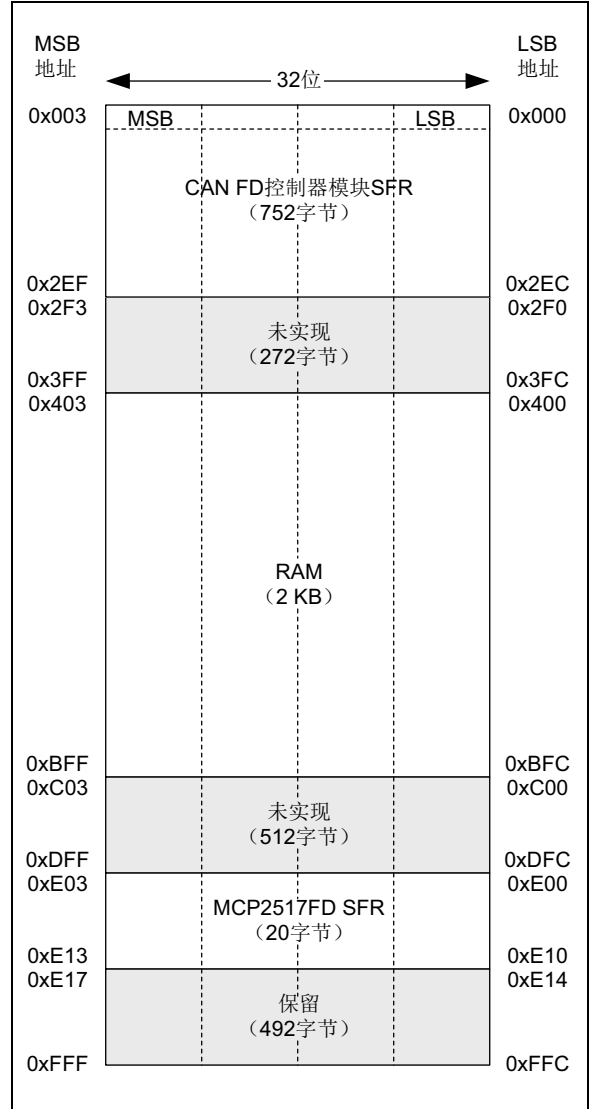 MSB LSB
地址 地址
32位
0x003 MSB LSB 0x000
CAN FD控制器模块SFR
（752字节）
0x2EF 0x2EC
0x2F3 0x2F0
未实现
（272字节）
0x3FF 0x3FC
0x403 0x400
RAM
（2 KB）
0xBFF 0xBFC
0xC03 0xC00
未实现
（512字节）
0xDFF 0xDFC
0xE03 0xE00
MCP2517FD SFR
（20字节）
0xE13 0xE10
0xE17 0xE14
保留
（492字节）
0xFFF 0xFFC